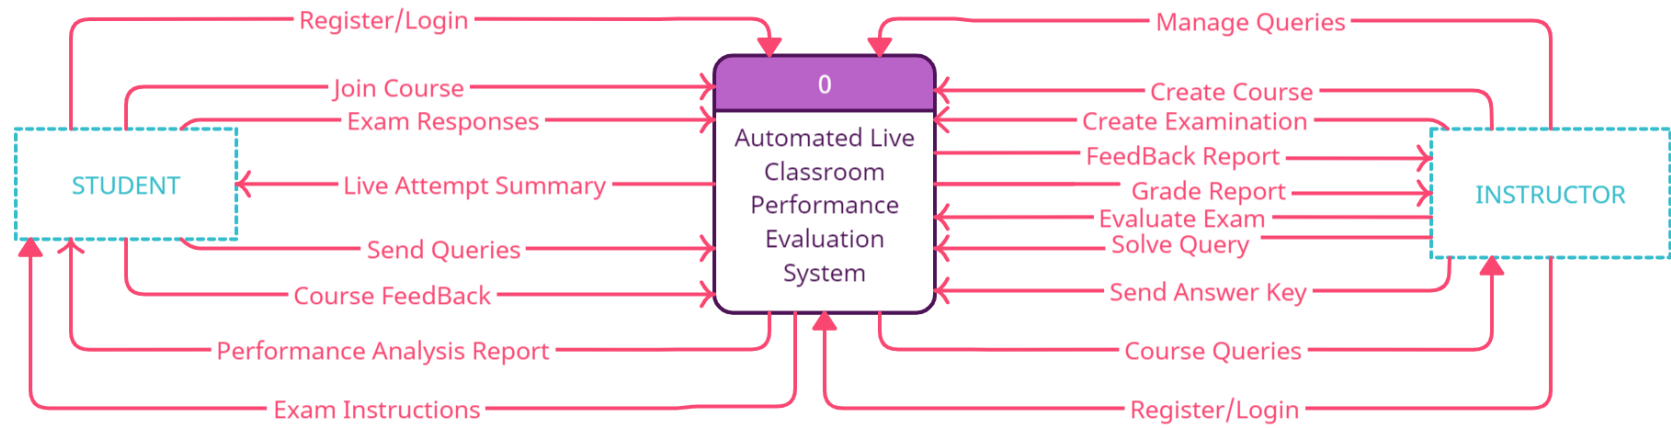 Register/Login
Manage Queries
0
Join Course
Create Course
Exam Responses
Create Examination
Automated Live
Classroom
Performance
Evaluation
System
FeedBack Report
STUDENT
Live Attempt Summary
Grade Report
INSTRUCTOR
Evaluate Exam
Send Queries
Solve Query
Course FeedBack
Send Answer Key
Performance Analysis Report
Course Queries
Exam Instructions
Register/Login